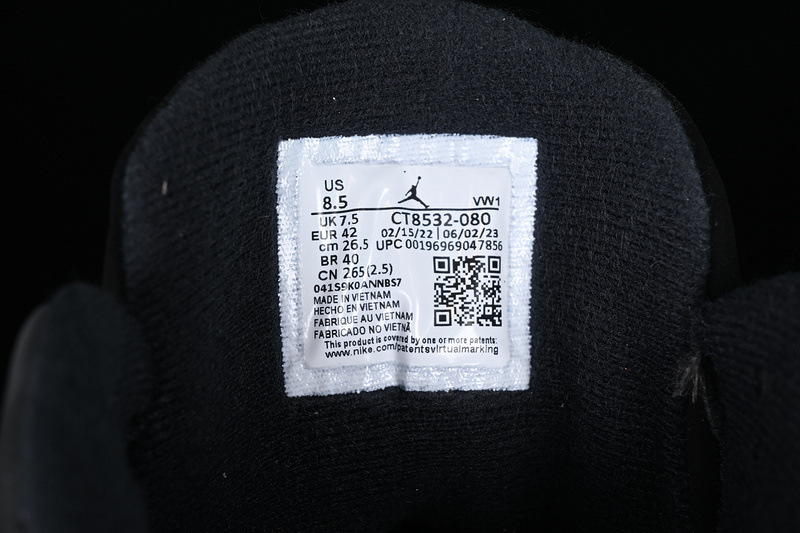 US
8.5
VW1
UK 7.5 CT8532-080
EUR 42 02/15/22 | 06/02/23
cm 26.5 UPC 00196969047856
BR 40
CN 265(2.5)
041S9K0ANNBS7
MADE IN VIETNAM
HECHO EN VIETNAM
FABRIQUE AU VIETNAM
FABRICADO NO VIETNÃ
This product is covered by one or more patents:
www.nike.com/patentsvirtualmarking